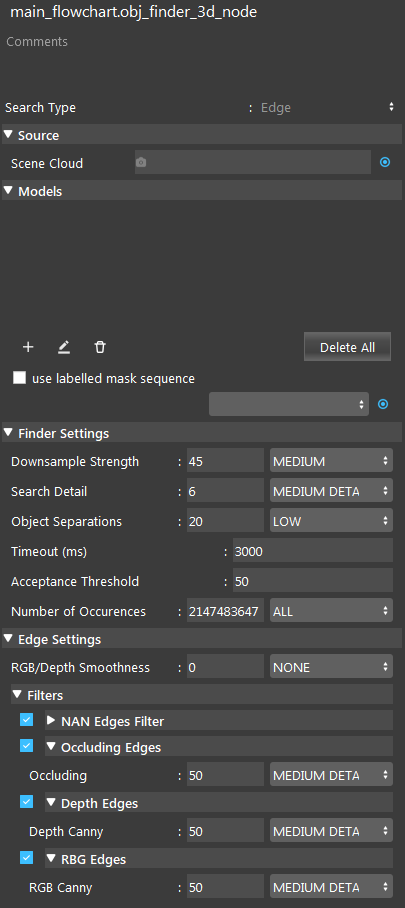 main_flowchart.obj_finder_3d_node
Comments
Search Type : Edge
Source
Scene Cloud
Models
Delete All
use labelled mask sequence
Finder Settings
Downsample Strength : 45 MEDIUM
Search Detail : 6 MEDIUM DETA
Object Separations : 20 LOW
Timeout (ms) : 3000
Acceptance Threshold : 50
Number of Occurences : 2147483647 ALL
Edge Settings
RGB/Depth Smoothness : 0 NONE
Filters
NAN Edges Filter
Occluding Edges
Occluding : 50 MEDIUM DETA
Depth Edges
Depth Canny : 50 MEDIUM DETA
RBG Edges
RGB Canny : 50 MEDIUM DETA